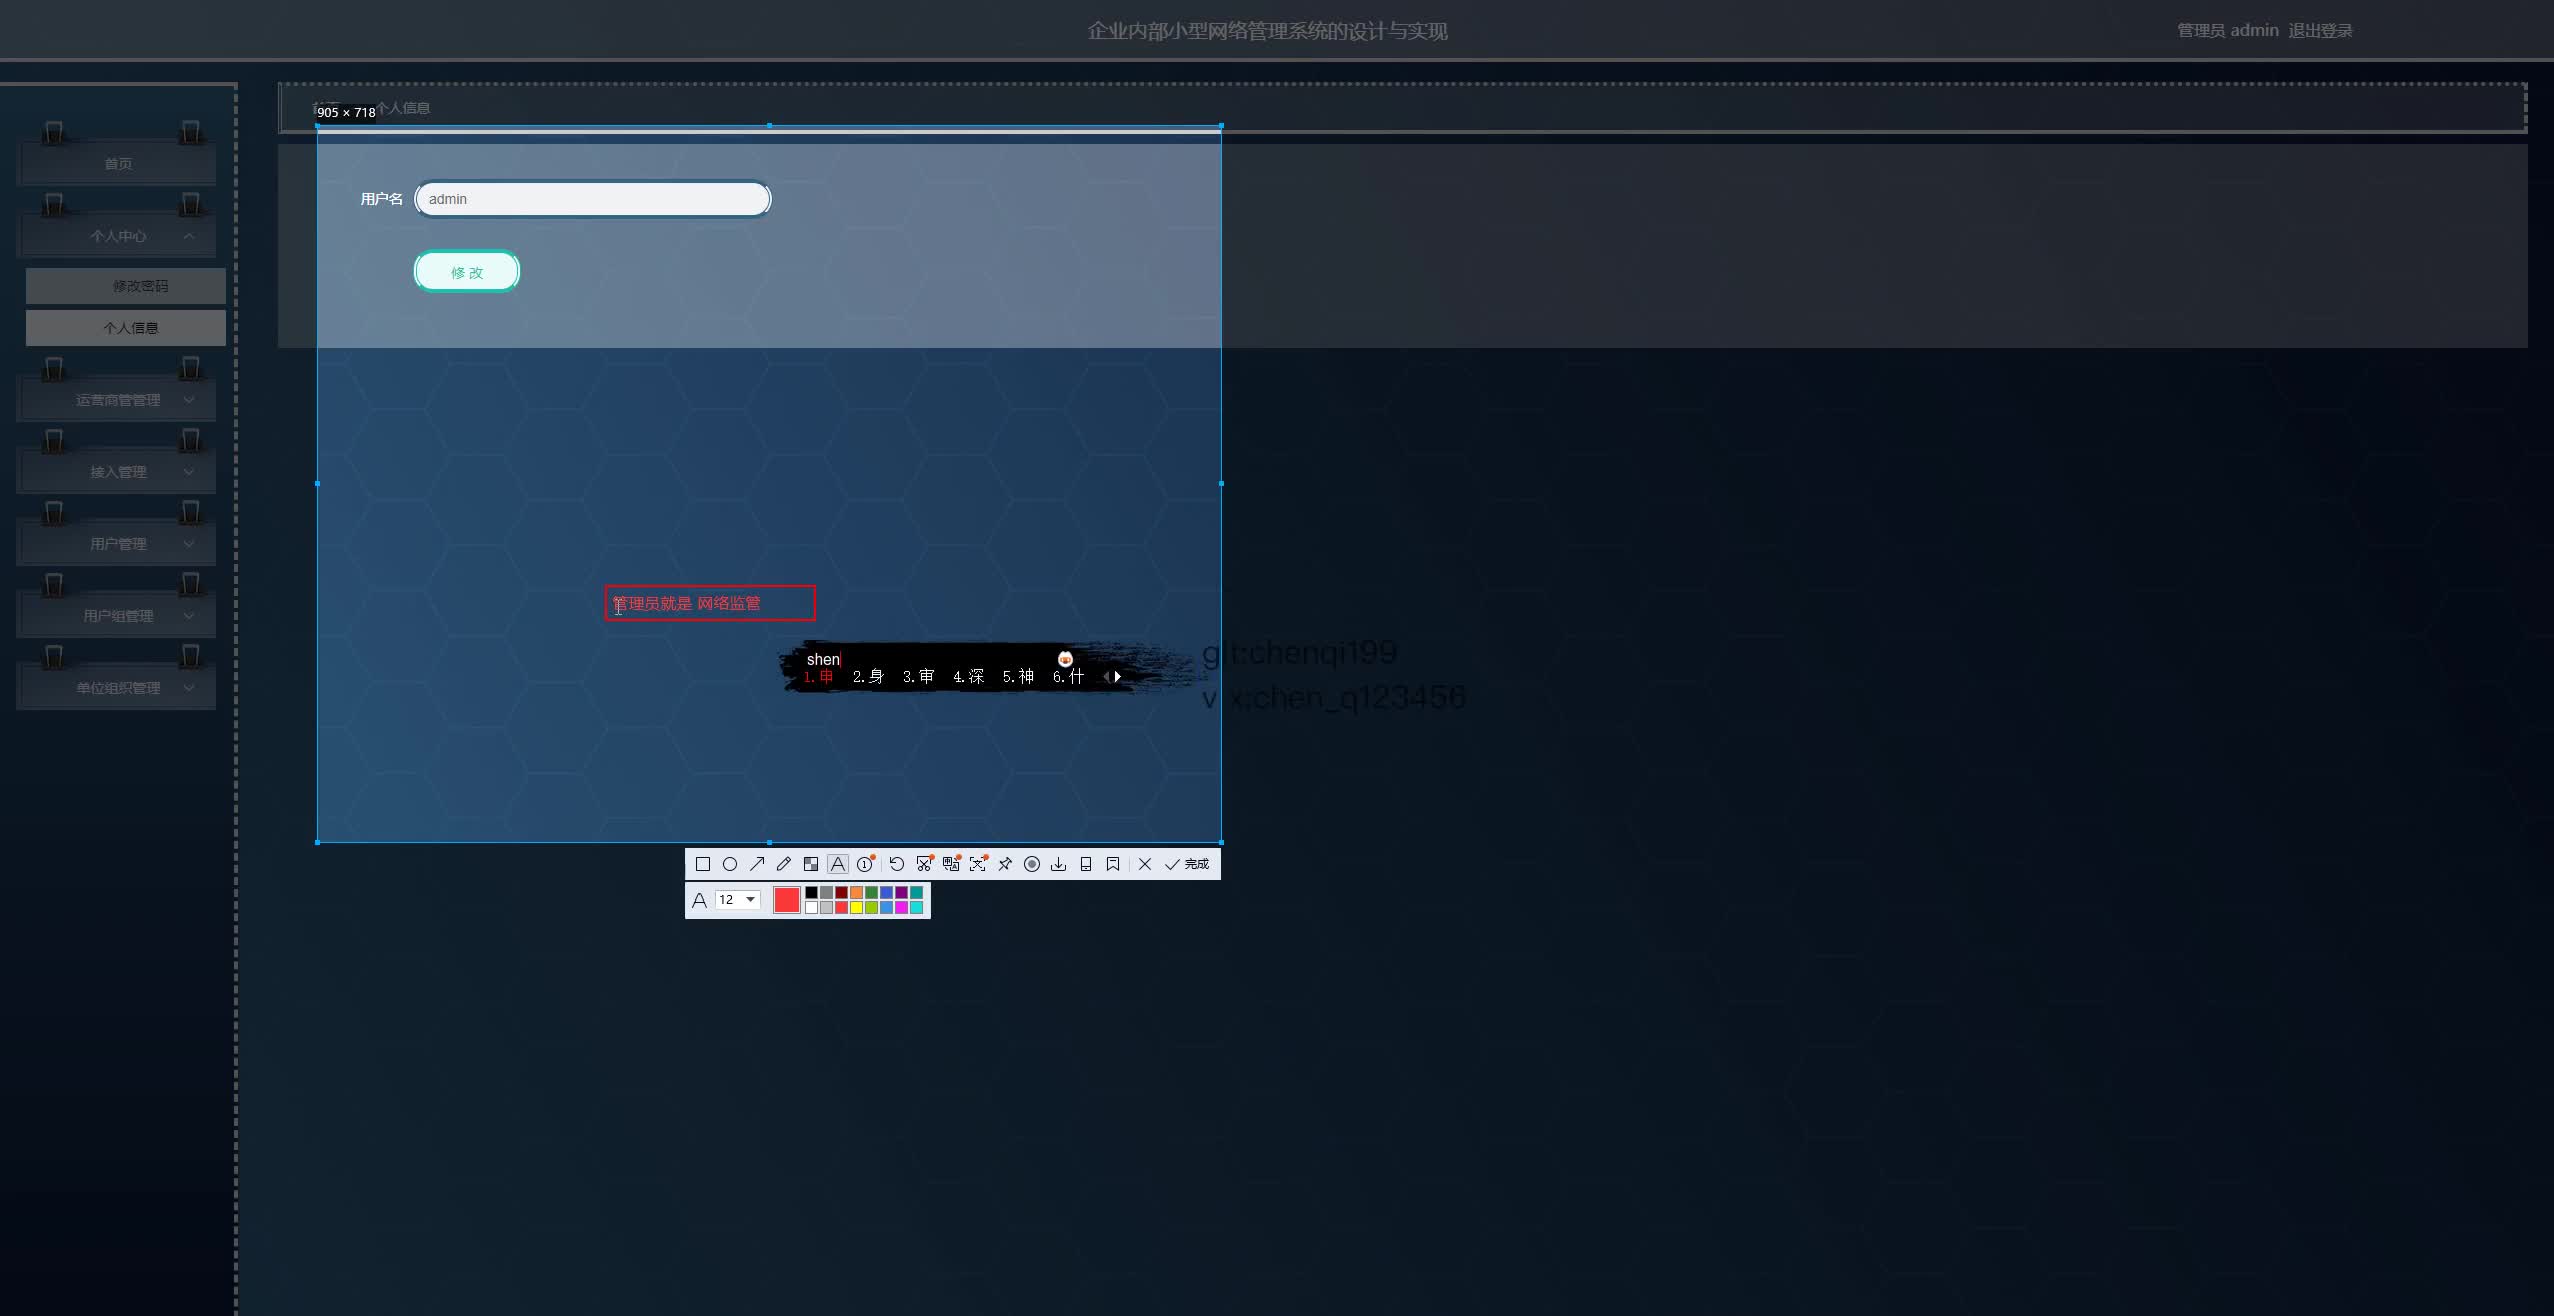 企业内部小型网络管理系统的设计与实现
管理员 admin 退出登录
个人信息
905 × 718
首页
个人中心
修改密码
个人信息
运营商管管理
接入管理
用户管理
用户组管理
单位组织管理
用户名 admin
修 改
管理员就是 网络监管
shen
1.申 2.身 3.审 4.深 5.神 6.什
git:chenqi199
v x:chen_q123456
完成
A 12